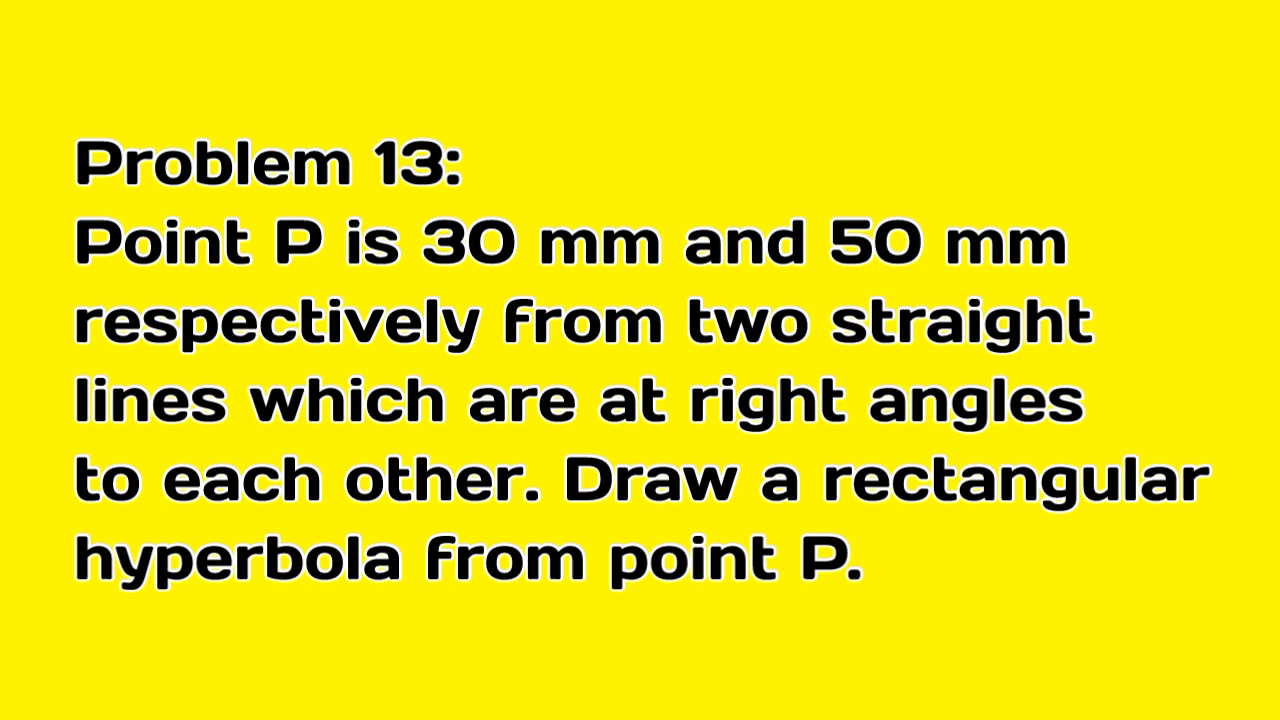 Problem 13:
Point P is 30 mm and 50 mm
respectively from two straight
lines which are at right angles
to each other. Draw a rectangular
hyperbola from point P.